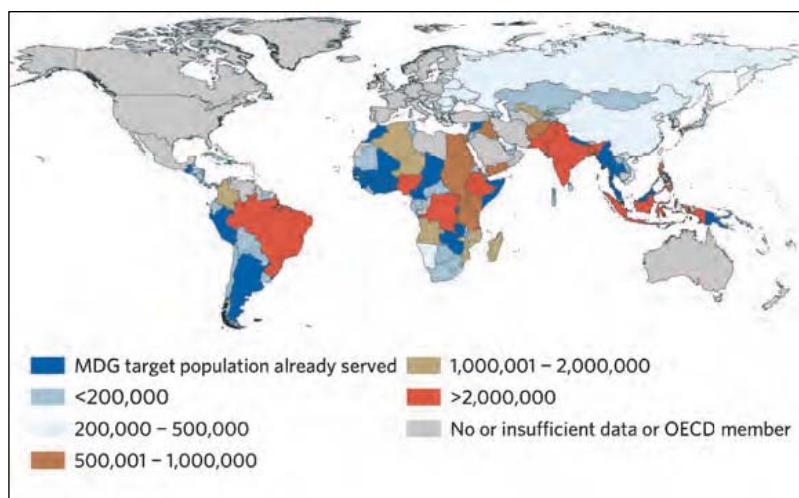 MDG target population already served
<200,000
200,000 – 500,000
500,001 – 1,000,000
1,000,001 – 2,000,000
>2,000,000
No or insufficient data or OECD member